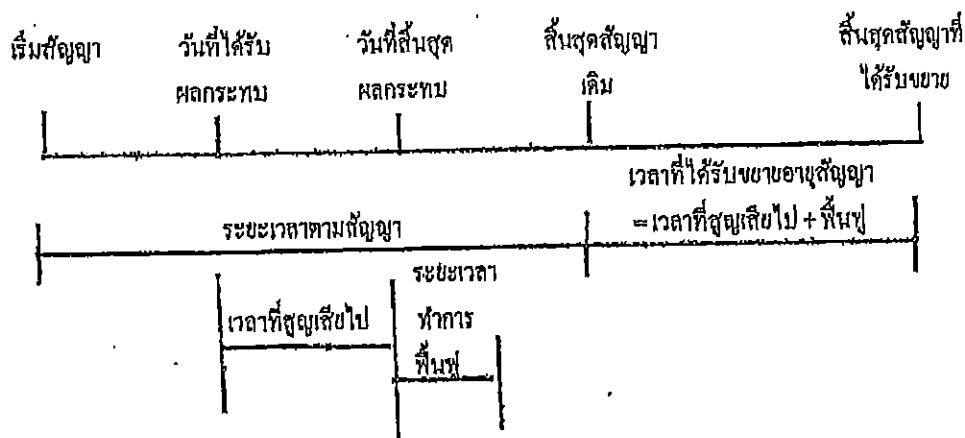 เริ่มสัญญา
วันที่ได้รับ
ผลกระทบ
วันที่สิ้นสุด
ผลกระทบ
สิ้นสุดสัญญา
เดิม
สิ้นสุดสัญญาที่
ได้รับขยาย
เวลาที่ได้รับขยายอายุสัญญา
=เวลาที่สูญเสียไป + ฟื้นฟู
ระยะเวลาตามสัญญา
เวลาที่สูญเสียไป
ระยะเวลา
ทำการ
ฟื้นฟู